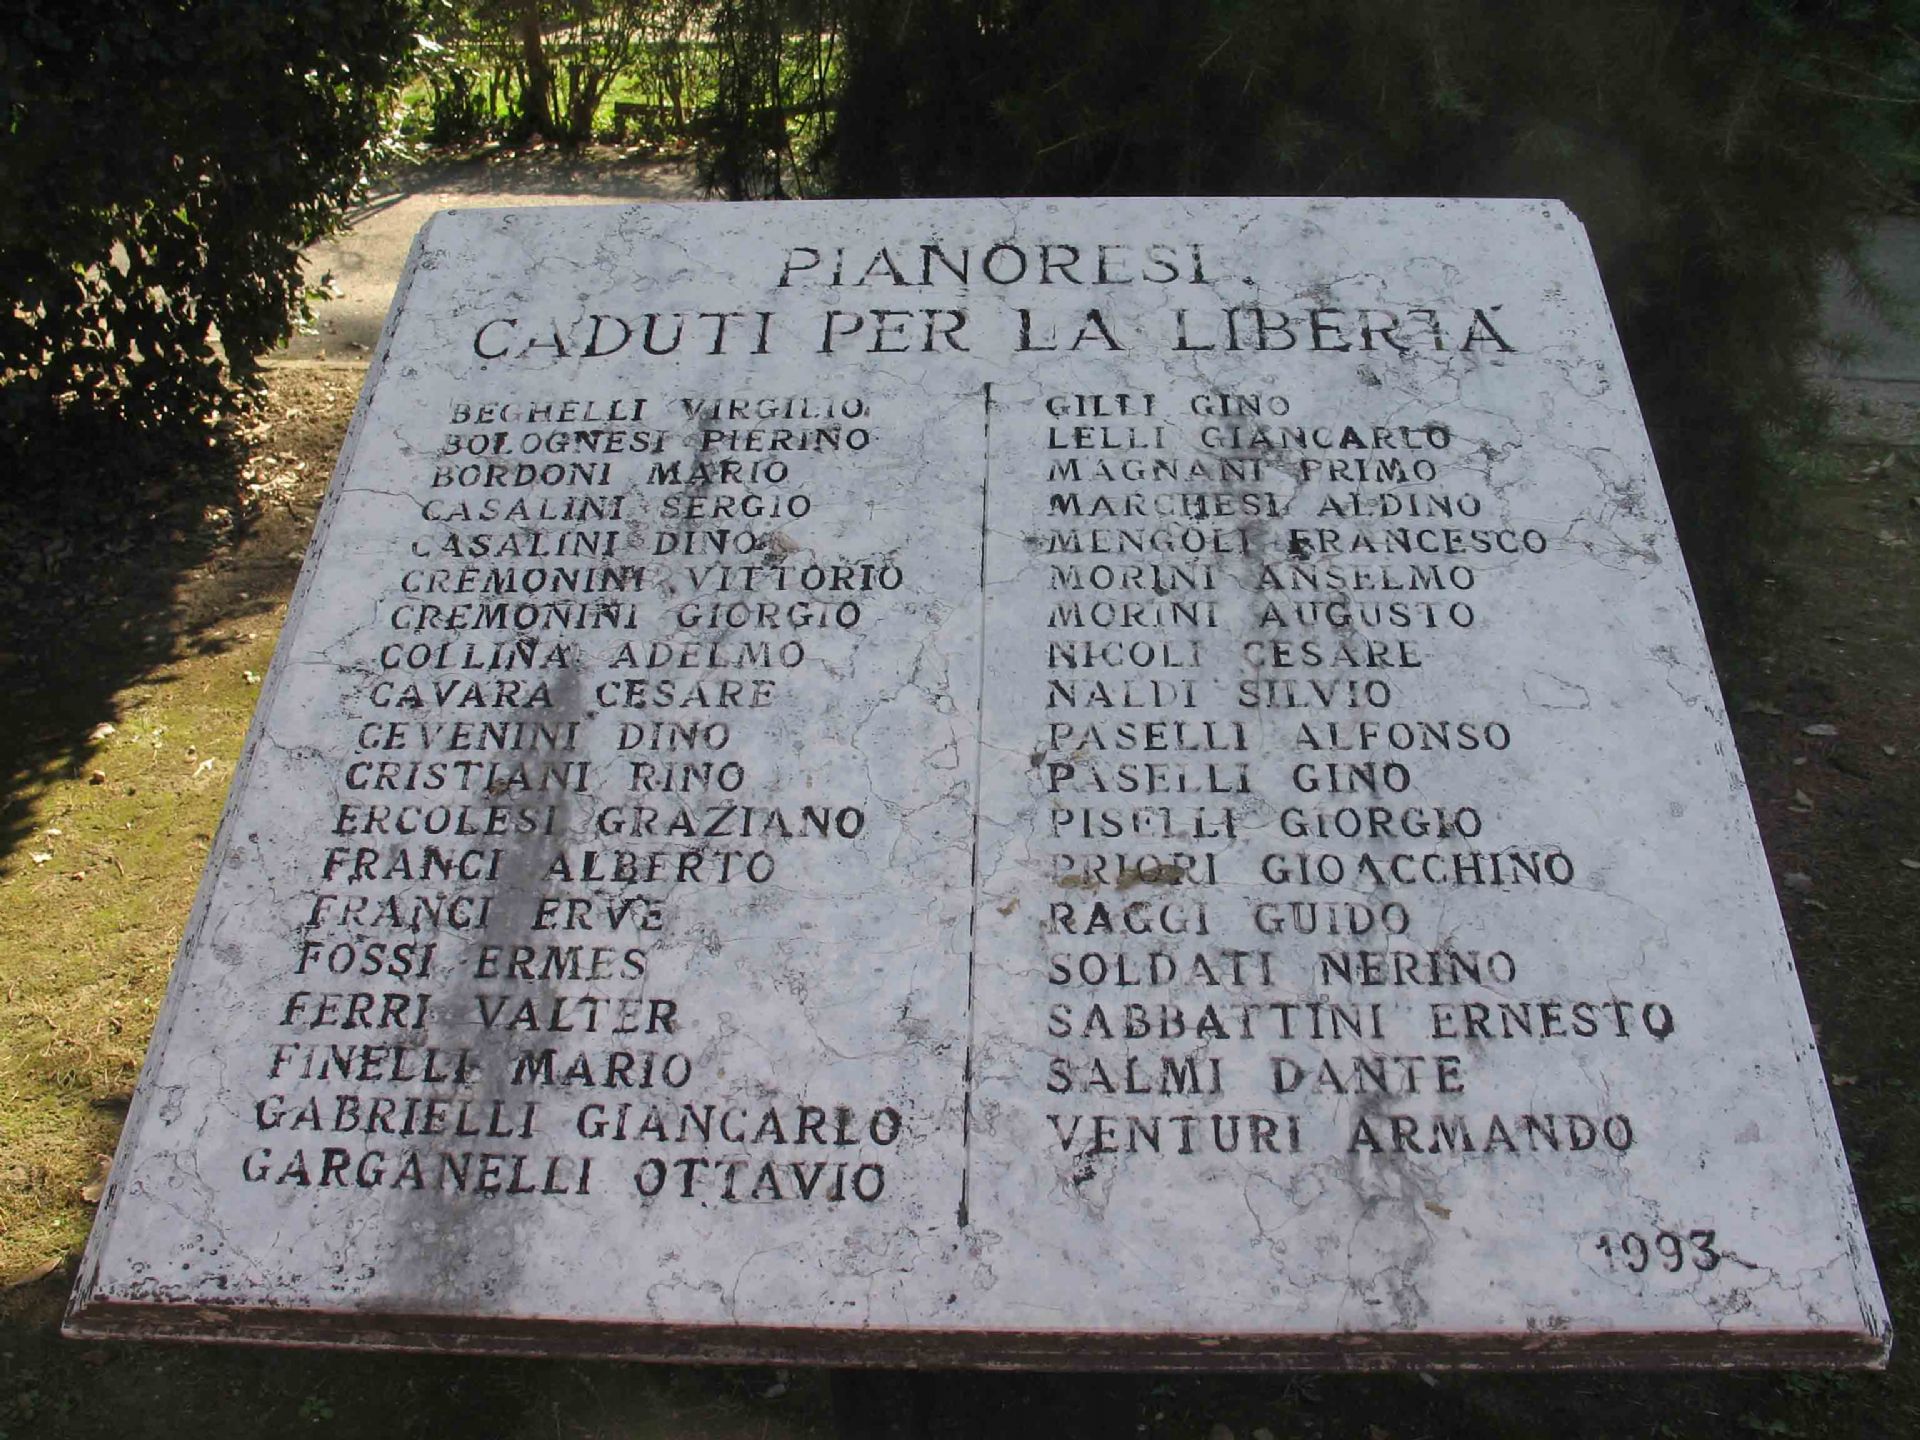 PIANORESI
CADUTI PER LA LIBERTÀ
BEGHELLI VIRGILIO
BOLOGNESI PIERINO
BORDONI MARIO
CASALINI SERGIO
CASALINI DINO
CREMONINI VITTORIO
CREMONINI GIORGIO
COLLINA ADELMO
CAVARA CESARE
CEVENINI DINO
CRISTIANI RINO
ERCOLESI GRAZIANO
FRANCI ALBERTO
FRANCI ERVE
FOSSI ERMES
FERRI VALTER
FINELLI MARIO
GABRIELLI GIANCARLO
GARGANELLI OTTAVIO
GILLI GINO
LELLI GIANCARLO
MAGNANI PRIMO
MARCHESI ALDINO
MENGOLI FRANCESCO
MORINI ANSELMO
MORINI AUGUSTO
NICOLI CESARE
NALDI SILVIO
PASELLI ALFONSO
PASELLI GINO
PISELLI GIORGIO
PRIORI GIOACCHINO
RAGGI GUIDO
SOLDATI NERINO
SABBATTINI ERNESTO
SALMI DANTE
VENTURI ARMANDO
1993